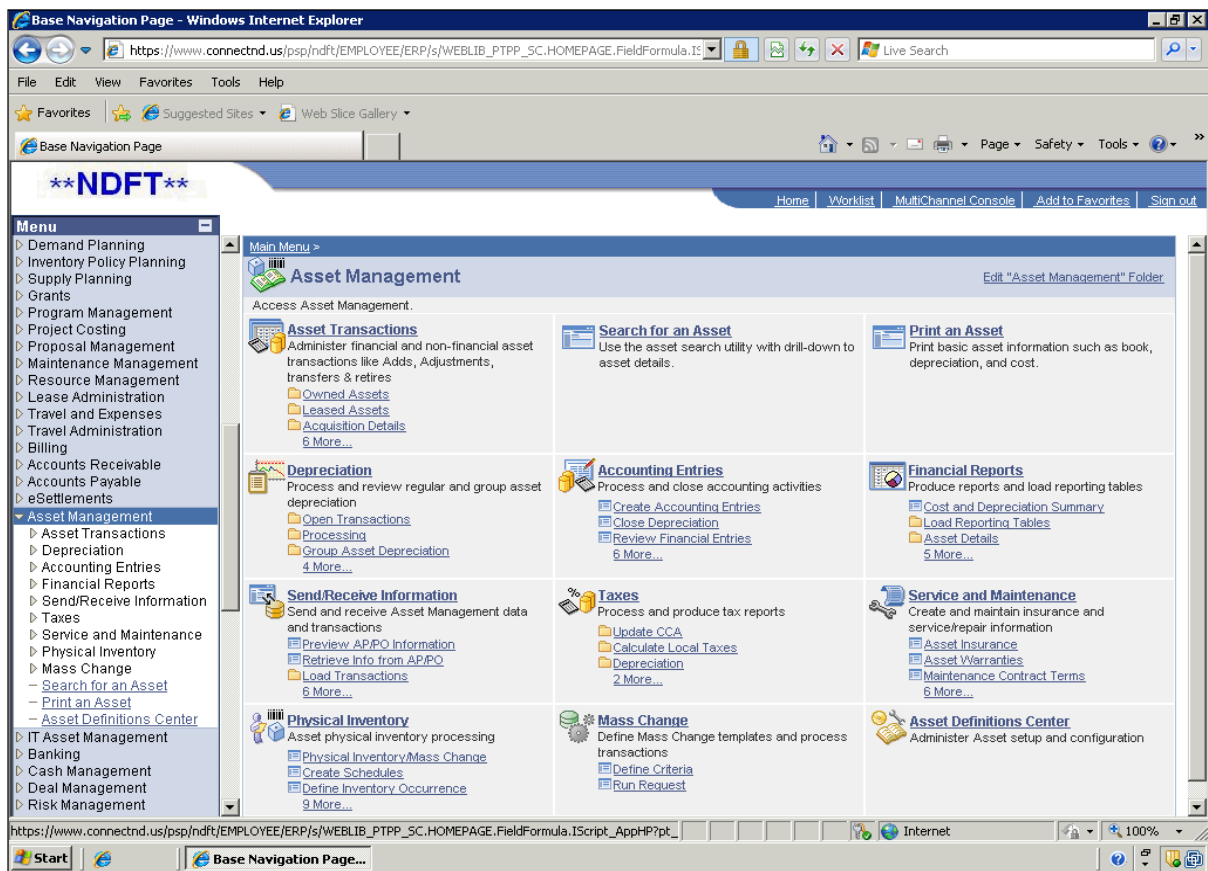 Base Navigation Page - Windows Internet Explorer
https://www.connectnd.us/psp/ndft/EMPLOYEE/ERP/s/WEBLIB_PTPP_SC.HOMEPAGE.FieldFormula.IS
Live Search
File Edit View Favorites Tools Help
Favorites Suggested Sites Web Slice Gallery
Base Navigation Page
Page Safety Tools
**NDFT**
Home Worklist MultiChannel Console Add to Favorites Sign out
Menu
Demand Planning
Inventory Policy Planning
Supply Planning
Grants
Program Management
Project Costing
Proposal Management
Maintenance Management
Resource Management
Lease Administration
Travel and Expenses
Travel Administration
Billing
Accounts Receivable
Accounts Payable
eSettlements
Asset Management
Asset Transactions
Depreciation
Accounting Entries
Financial Reports
Send/Receive Information
Taxes
Service and Maintenance
Physical Inventory
Mass Change
– Search for an Asset
– Print an Asset
– Asset Definitions Center
IT Asset Management
Banking
Cash Management
Deal Management
Risk Management
Main Menu >
Asset Management
Edit "Asset Management" Folder
Access Asset Management.
Asset Transactions
Administer financial and non-financial asset
transactions like Adds, Adjustments,
transfers & retires
Owned Assets
Leased Assets
Acquisition Details
6 More...
Search for an Asset
Use the asset search utility with drill-down to
asset details.
Print an Asset
Print basic asset information such as book,
depreciation, and cost.
Depreciation
Process and review regular and group asset
depreciation
Open Transactions
Processing
Group Asset Depreciation
4 More...
Accounting Entries
Process and close accounting activities
Create Accounting Entries
Close Depreciation
Review Financial Entries
6 More...
Financial Reports
Produce reports and load reporting tables
Cost and Depreciation Summary
Load Reporting Tables
Asset Details
5 More...
Send/Receive Information
Send and receive Asset Management data
and transactions
Preview AP/PO Information
Retrieve Info from AP/PO
Load Transactions
6 More...
Taxes
Process and produce tax reports
Update CCA
Calculate Local Taxes
Depreciation
2 More...
Service and Maintenance
Create and maintain insurance and
service/repair information
Asset Insurance
Asset Warranties
Maintenance Contract Terms
6 More...
Physical Inventory
Asset physical inventory processing
Physical Inventory/Mass Change
Create Schedules
Define Inventory Occurrence
9 More...
Mass Change
Define Mass Change templates and process
transactions
Define Criteria
Run Request
Asset Definitions Center
Administer Asset setup and configuration
https://www.connectnd.us/psp/ndft/EMPLOYEE/ERP/s/WEBLIB_PTPP_SC.HOMEPAGE.FieldFormula.IScript_AppHP?pt_
Internet
100%
Start
Base Navigation Page...